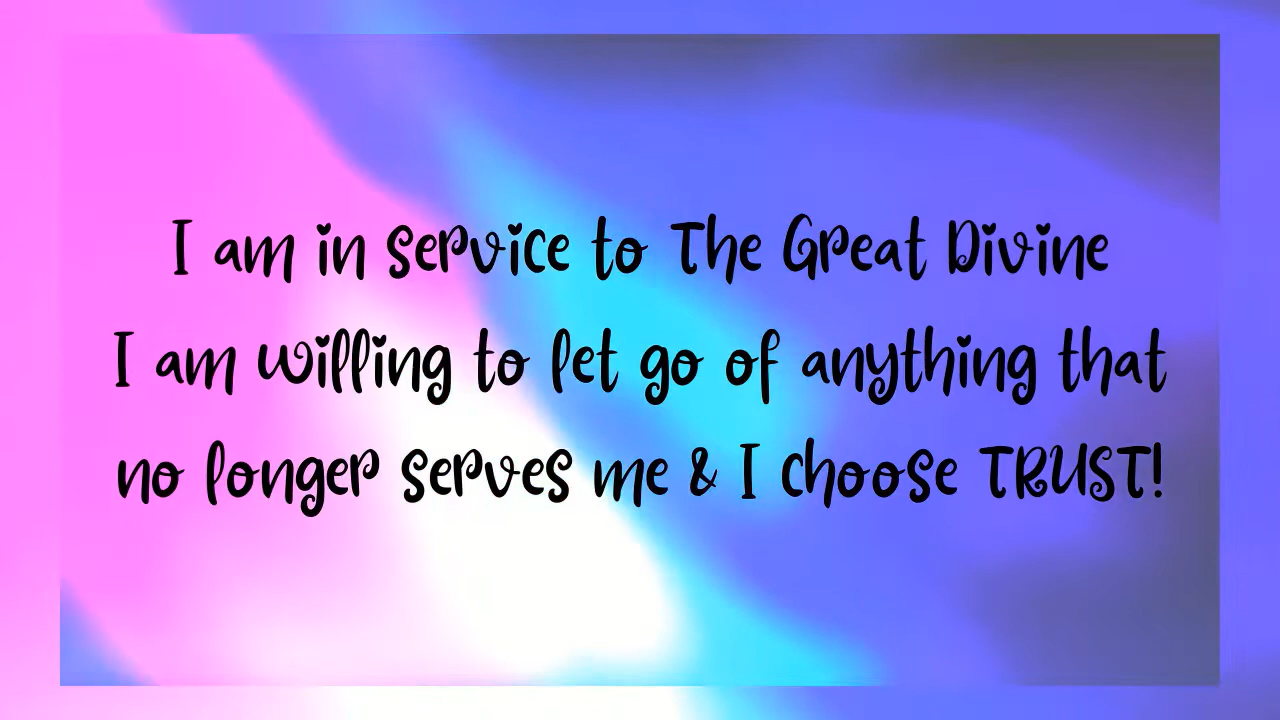 I am in service to The Great Divine
I am willing to let go of anything that
no longer serves me & I choose TRUST!